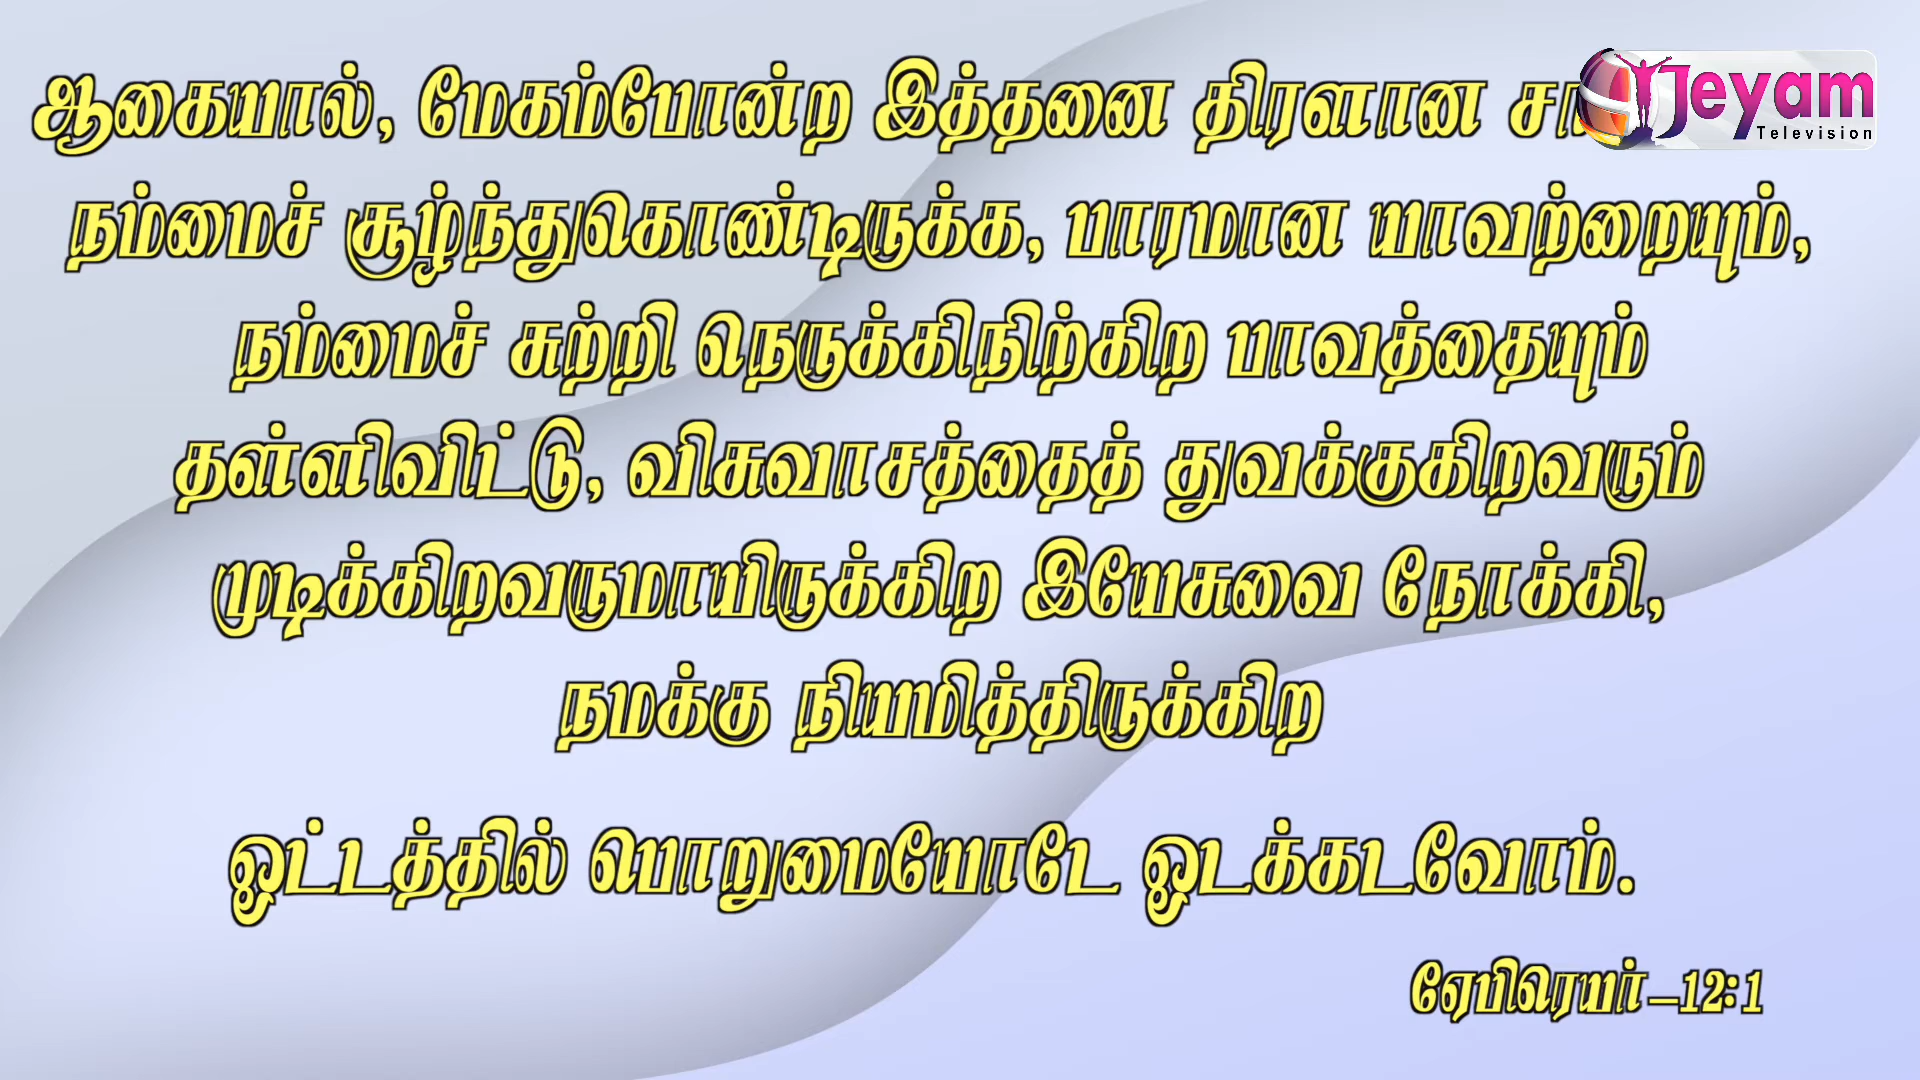 ஆகையால், மேகம்போன்ற இத்தனை திரளான
Jeyam
Television
நம்மைச் சூழ்ந்துகொண்டிருக்க, பாரமான யாவற்றையும்,
நம்மைச் சுற்றி நெருக்கிநிற்கிற பாவத்தையும்
தள்ளிவிட்டு, விசுவாசத்தைத் துவக்குகிறவரும்
முடிக்கிறவருமாயிருக்கிற இயேசுவை நோக்கி,
நமக்கு நியமித்திருக்கிற
ஓட்டத்தில் பொறுமையோடே ஓடக்கடவோம்.
ஏபிரெயர்–12:1